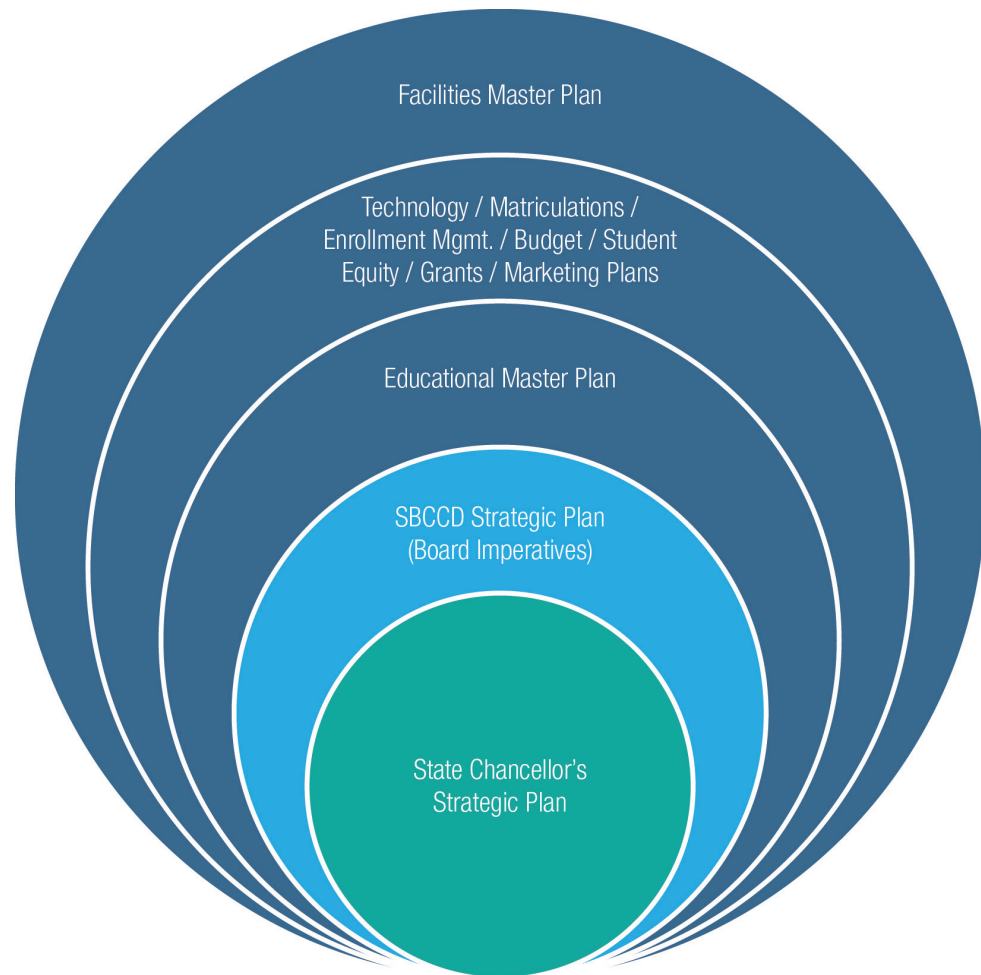 Facilities Master Plan
Technology / Matriculations /
Enrollment Mgmt. / Budget / Student
Equity / Grants / Marketing Plans
Educational Master Plan
SBCCD Strategic Plan
(Board Imperatives)
State Chancellor’s
Strategic Plan